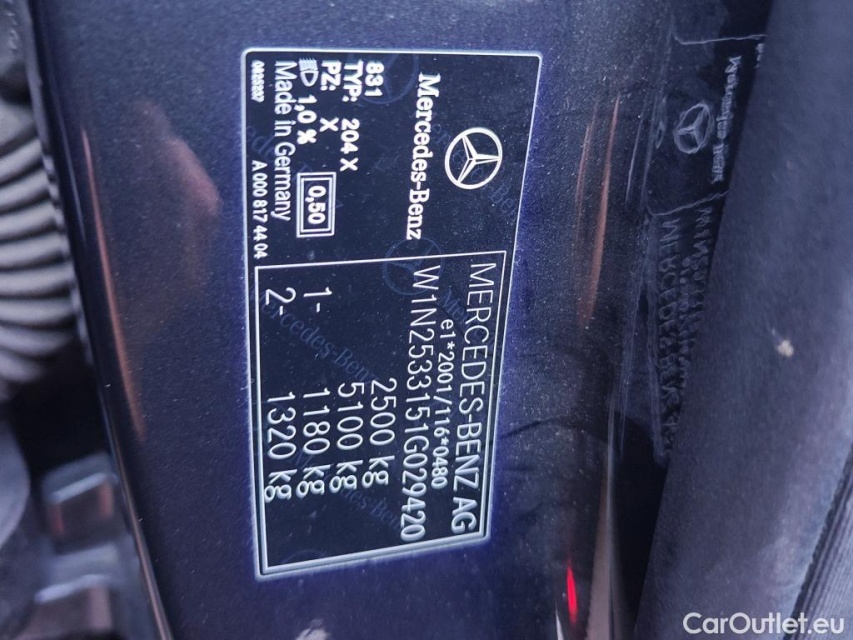 Mercedes-Benz
831
TYP: 204 X
PZ: X
1,0 %
0,50
Made in Germany
A 000 817 44 04
MERCEDES-BENZ AG
e1*2001/116*0480
W1N2533151G029420
2500 kg
5100 kg
1- 1180 kg
2- 1320 kg
CarOutlet.eu